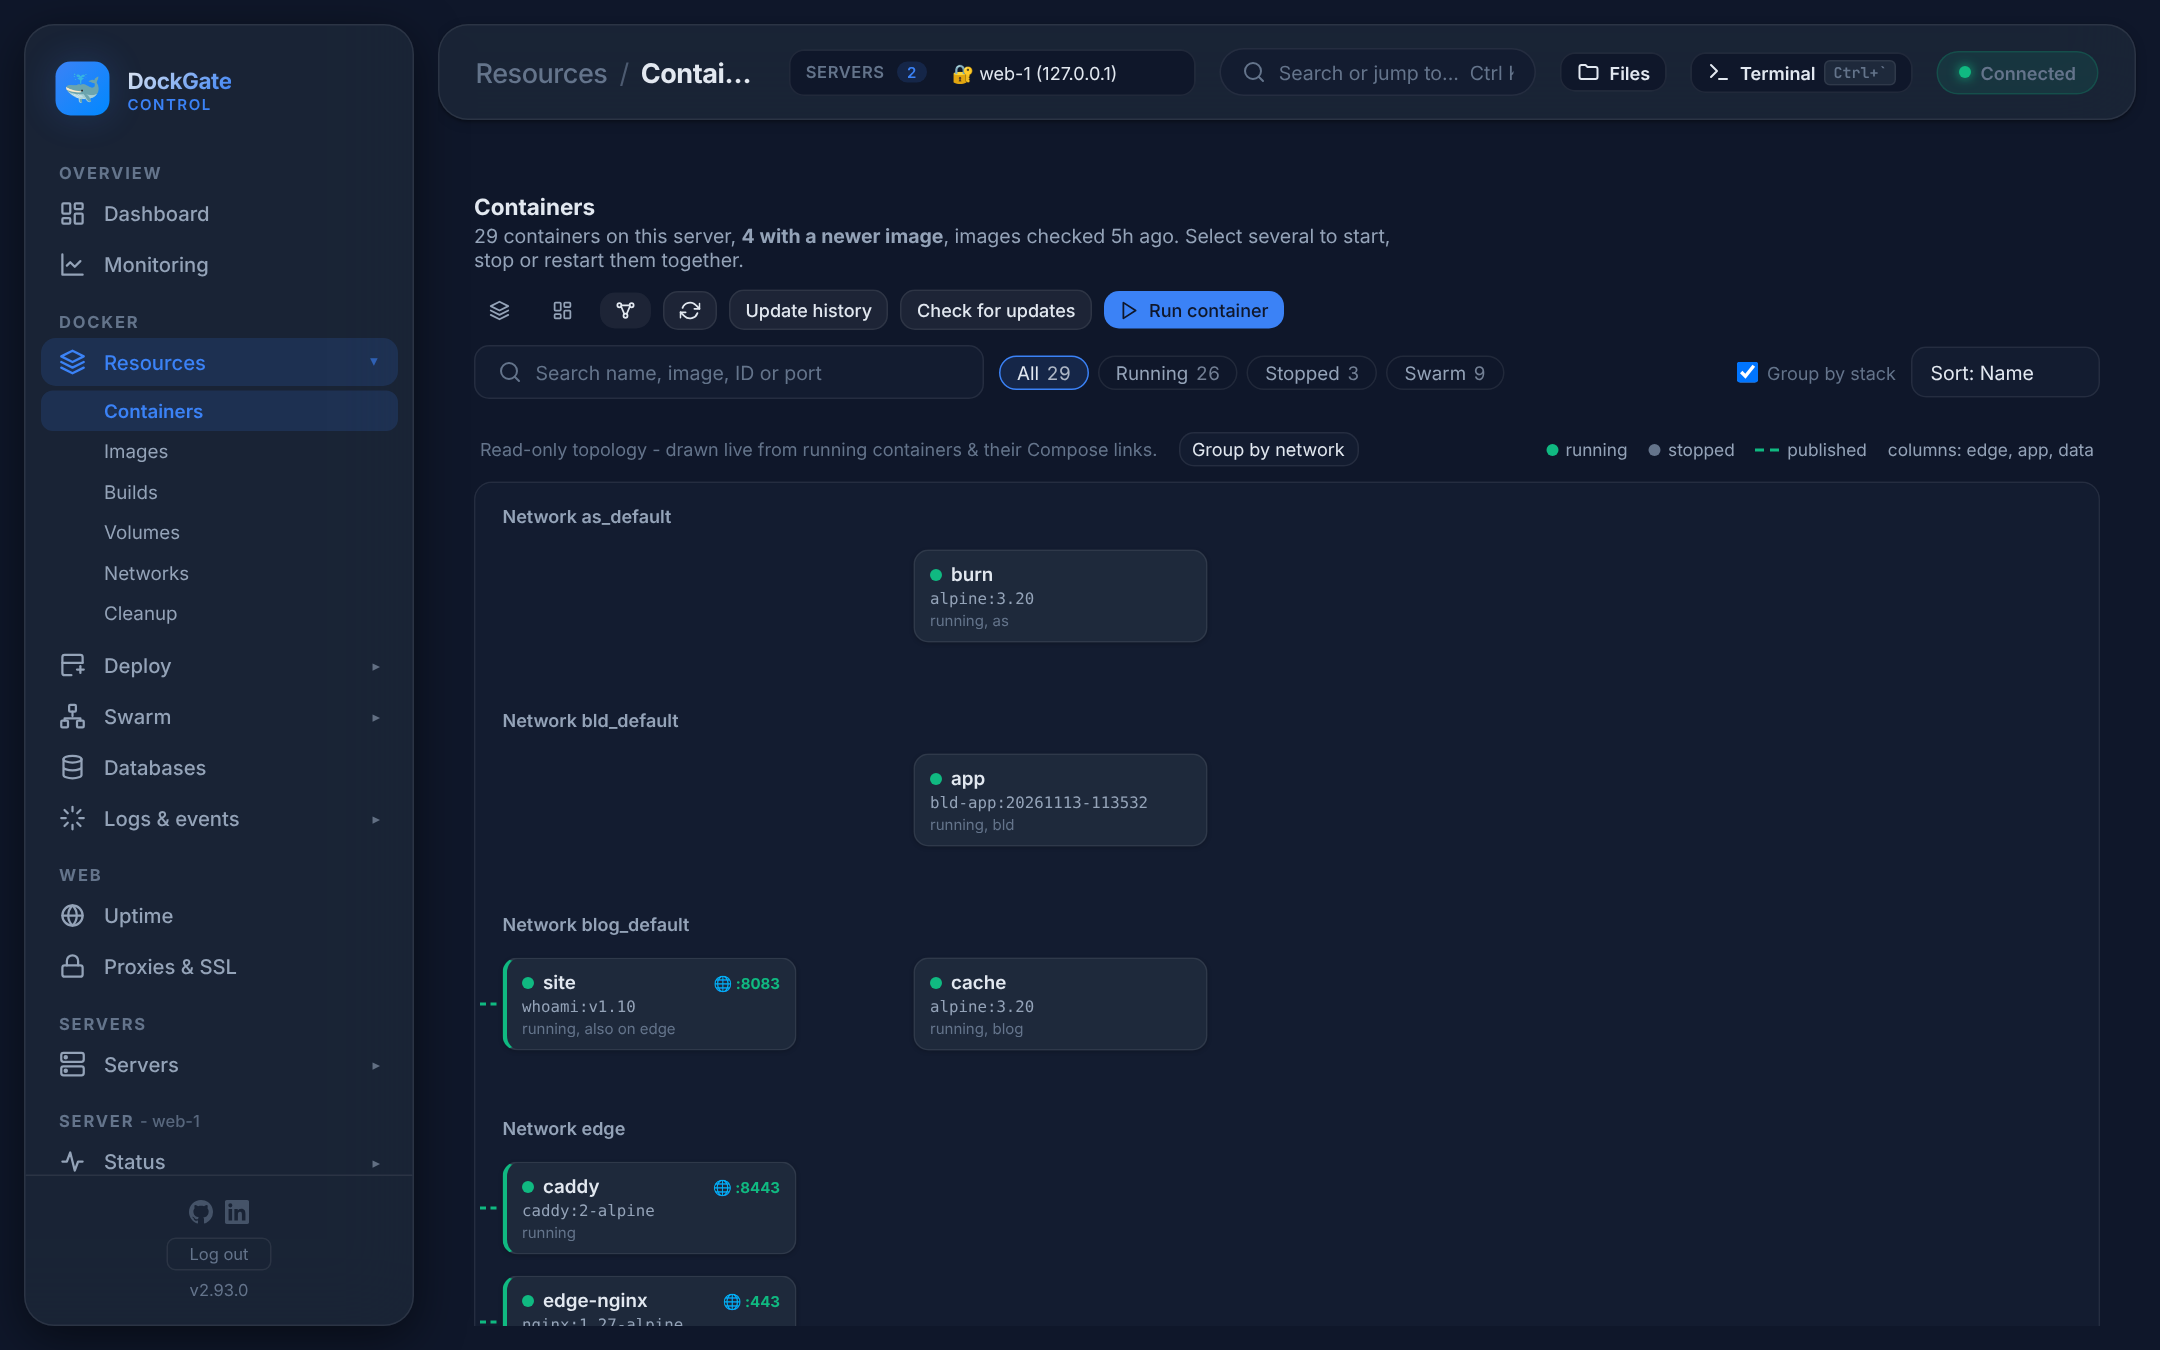 DockGate
CONTROL
OVERVIEW
Dashboard
Monitoring
DOCKER
Resources
Containers
Images
Builds
Volumes
Networks
Cleanup
Deploy
Swarm
Databases
Logs & events
WEB
Uptime
Proxies & SSL
SERVERS
Servers
SERVER - web-1
Status
Log out
v2.93.0
Resources / Contai...
SERVERS 2
web-1 (127.0.0.1)
Search or jump to... Ctrl
Files
Terminal Ctrl+`
Connected
Containers
29 containers on this server, 4 with a newer image, images checked 5h ago. Select several to start,
stop or restart them together.
Update history
Check for updates
Run container
Search name, image, ID or port
All 29
Running 26
Stopped 3
Swarm 9
Group by stack
Sort: Name
Read-only topology - drawn live from running containers & their Compose links.
Group by network
running
stopped
published
columns: edge, app, data
Network as_default
burn
alpine:3.20
running, as
Network bld_default
app
bld-app:20261113-113532
running, bld
Network blog_default
site :8083
whoami:v1.10
running, also on edge
cache
alpine:3.20
running, blog
Network edge
caddy :8443
caddy:2-alpine
running
edge-nginx :443
nginx:1.27-alpine